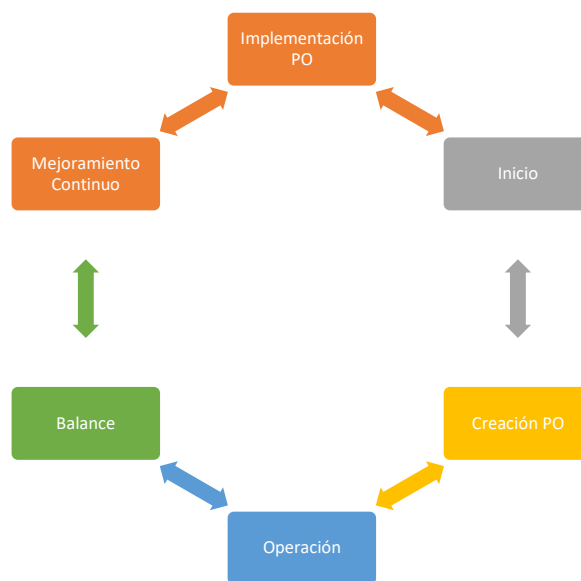 Implementación
PO
Mejoramiento
Continuo
Inicio
Balance
Creación PO
Operación